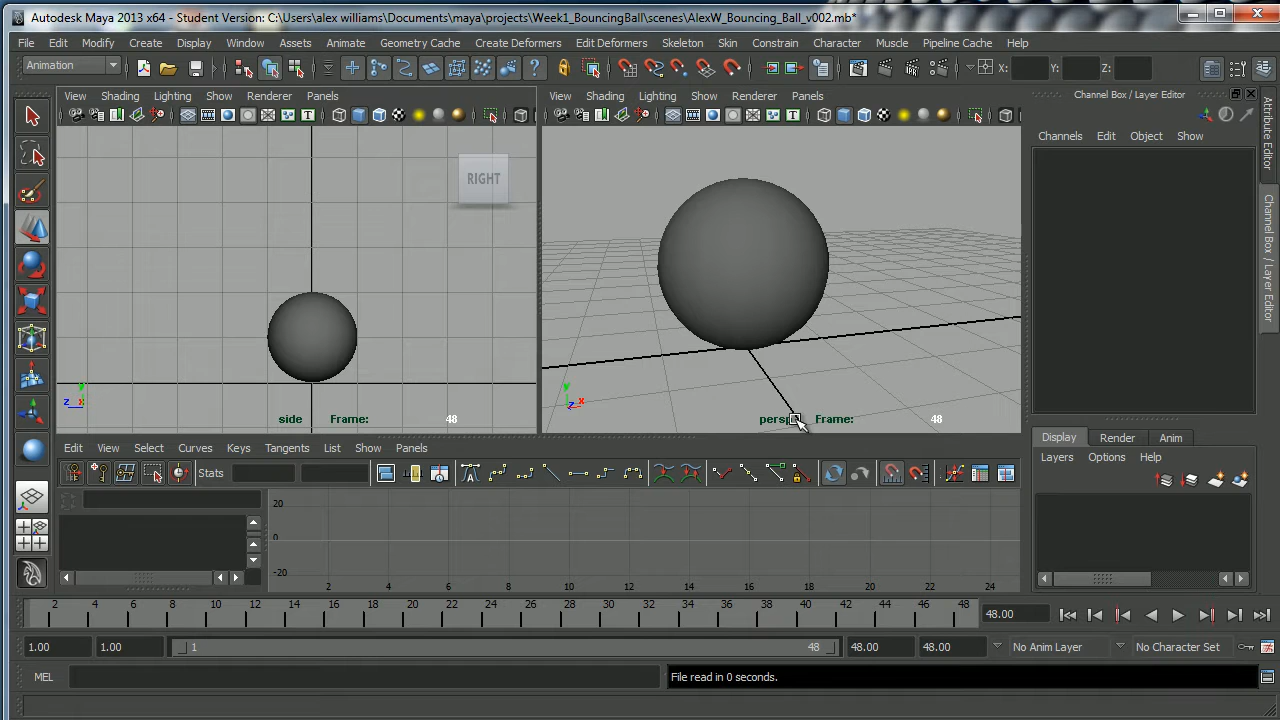 Autodesk Maya 2013 x64 - Student Version: C:\Users\alex williams\Documents\maya\projects\Week1_BouncingBall\scenes\AlexW_Bouncing_Ball_v002.mb*
File Edit Modify Create Display Window Assets Animate Geometry Cache Create Deformers Edit Deformers Skeleton Skin Constrain Character Muscle Pipeline Cache Help
Animation X: Y: Z:
View Shading Lighting Show Renderer Panels
View Shading Lighting Show Renderer Panels
Channel Box / Layer Editor
Channels Edit Object Show
Attribute Editor
Channel Box / Layer Editor
RIGHT
y
z x
side Frame: 48
y
z x
persp Frame: 48
Display Render Anim
Layers Options Help
Edit View Select Curves Keys Tangents List Show Panels
Stats
20
0
-20
2 4 6 8 10 12 14 16 18 20 22 24
2 4 6 8 10 12 14 16 18 20 22 24 26 28 30 32 34 36 38 40 42 44 46 48
48.00
1.00 1.00 1 48 48.00 48.00 No Anim Layer No Character Set
MEL File read in 0 seconds.